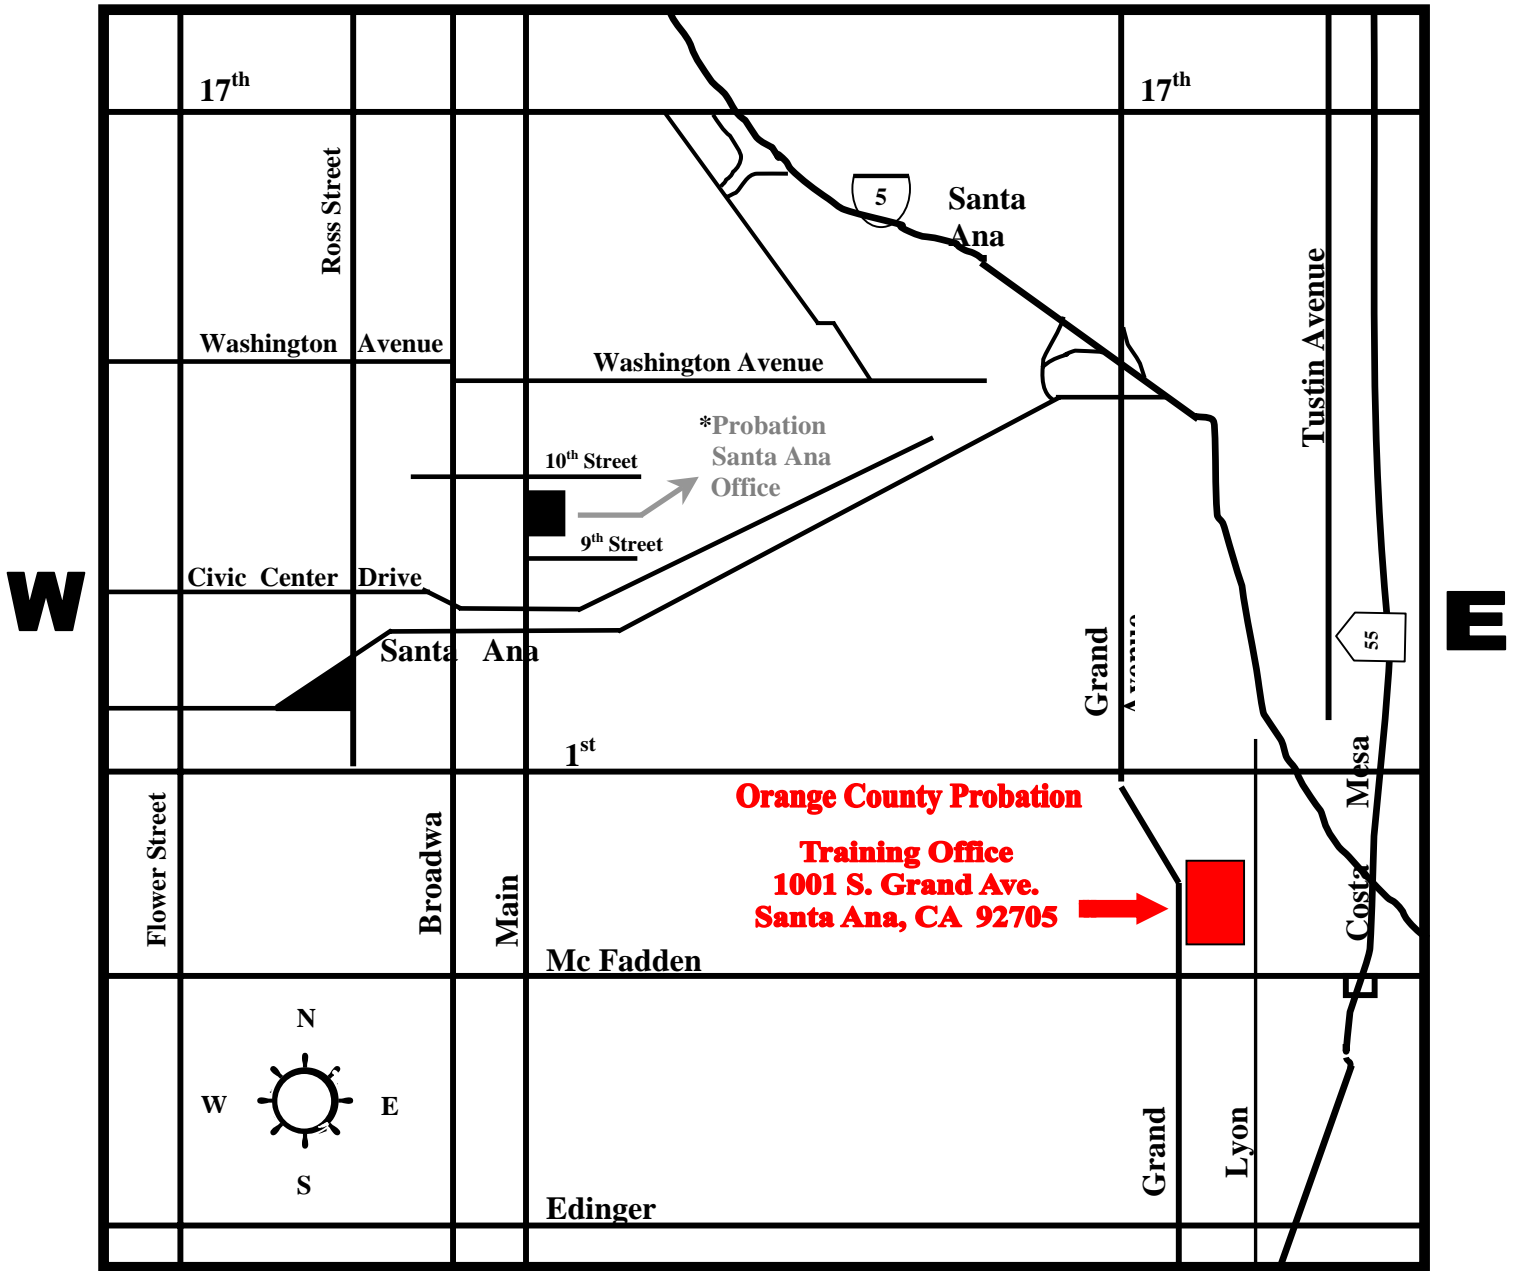 17th
17th
Ross Street
5
Santa
Ana
Tustin Avenue
Washington Avenue
Washington Avenue
*Probation
Santa Ana
Office
10th Street
9th Street
Civic Center Drive
W
E
Santa Ana
Grand
Avenue
55
1st
Costa Mesa
Flower Street
Broadwa
Main
Orange County Probation
Training Office
1001 S. Grand Ave.
Santa Ana, CA 92705
Mc Fadden
N
W
E
S
Grand
Lyon
Edinger